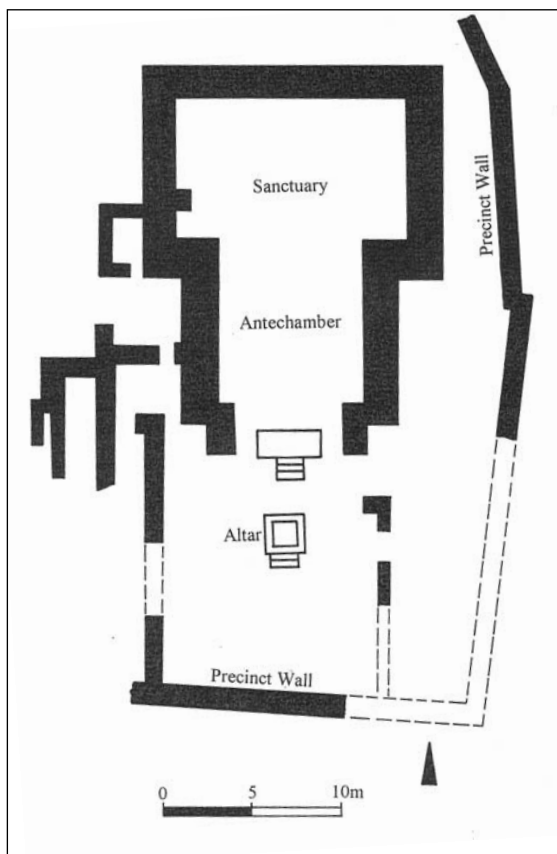 Precinct Wall
Sanctuary
Antechamber
Altar
Precinct Wall
0 5 10m